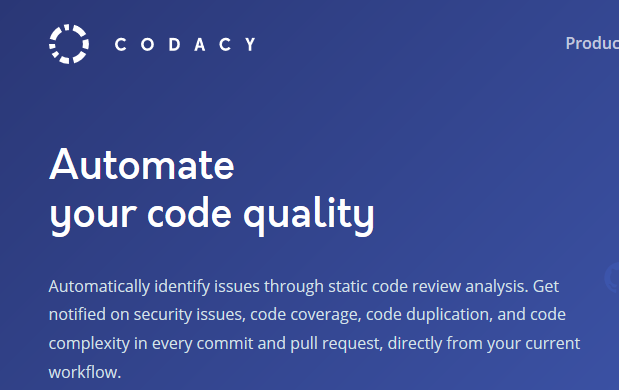 CODACY
Produc
Automate
your code quality
Automatically identify issues through static code review analysis. Get
notified on security issues, code coverage, code duplication, and code
complexity in every commit and pull request, directly from your current
workflow.